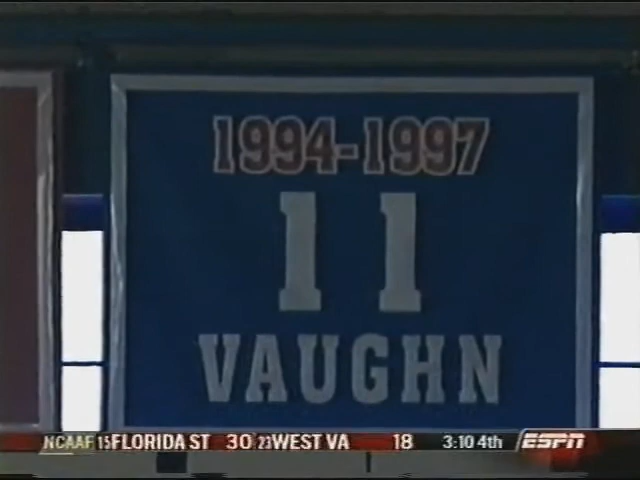 1994-1997
11
VAUGHN
NCAAF 15 FLORIDA ST 30 23 WEST VA 18 3:10 4th ESPN